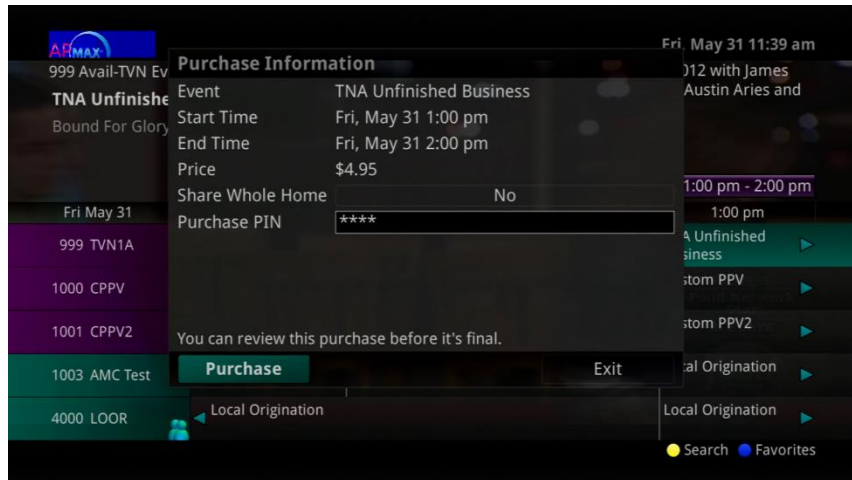 ARMAX
Fri, May 31 11:39 am
999 Avail-TVN Ev
012 with James
TNA Unfinishe
Austin Aries and
Bound For Glory
Purchase Information
Event TNA Unfinished Business
Start Time Fri, May 31 1:00 pm
End Time Fri, May 31 2:00 pm
Price $4.95
Share Whole Home No
Purchase PIN ****
You can review this purchase before it's final.
Purchase Exit
1:00 pm - 2:00 pm
Fri May 31 1:00 pm
999 TVN1A
A Unfinished
siness
1000 CPPV
stom PPV
1001 CPPV2
stom PPV2
1003 AMC Test
cal Origination
4000 LOOR Local Origination Local Origination
Search Favorites